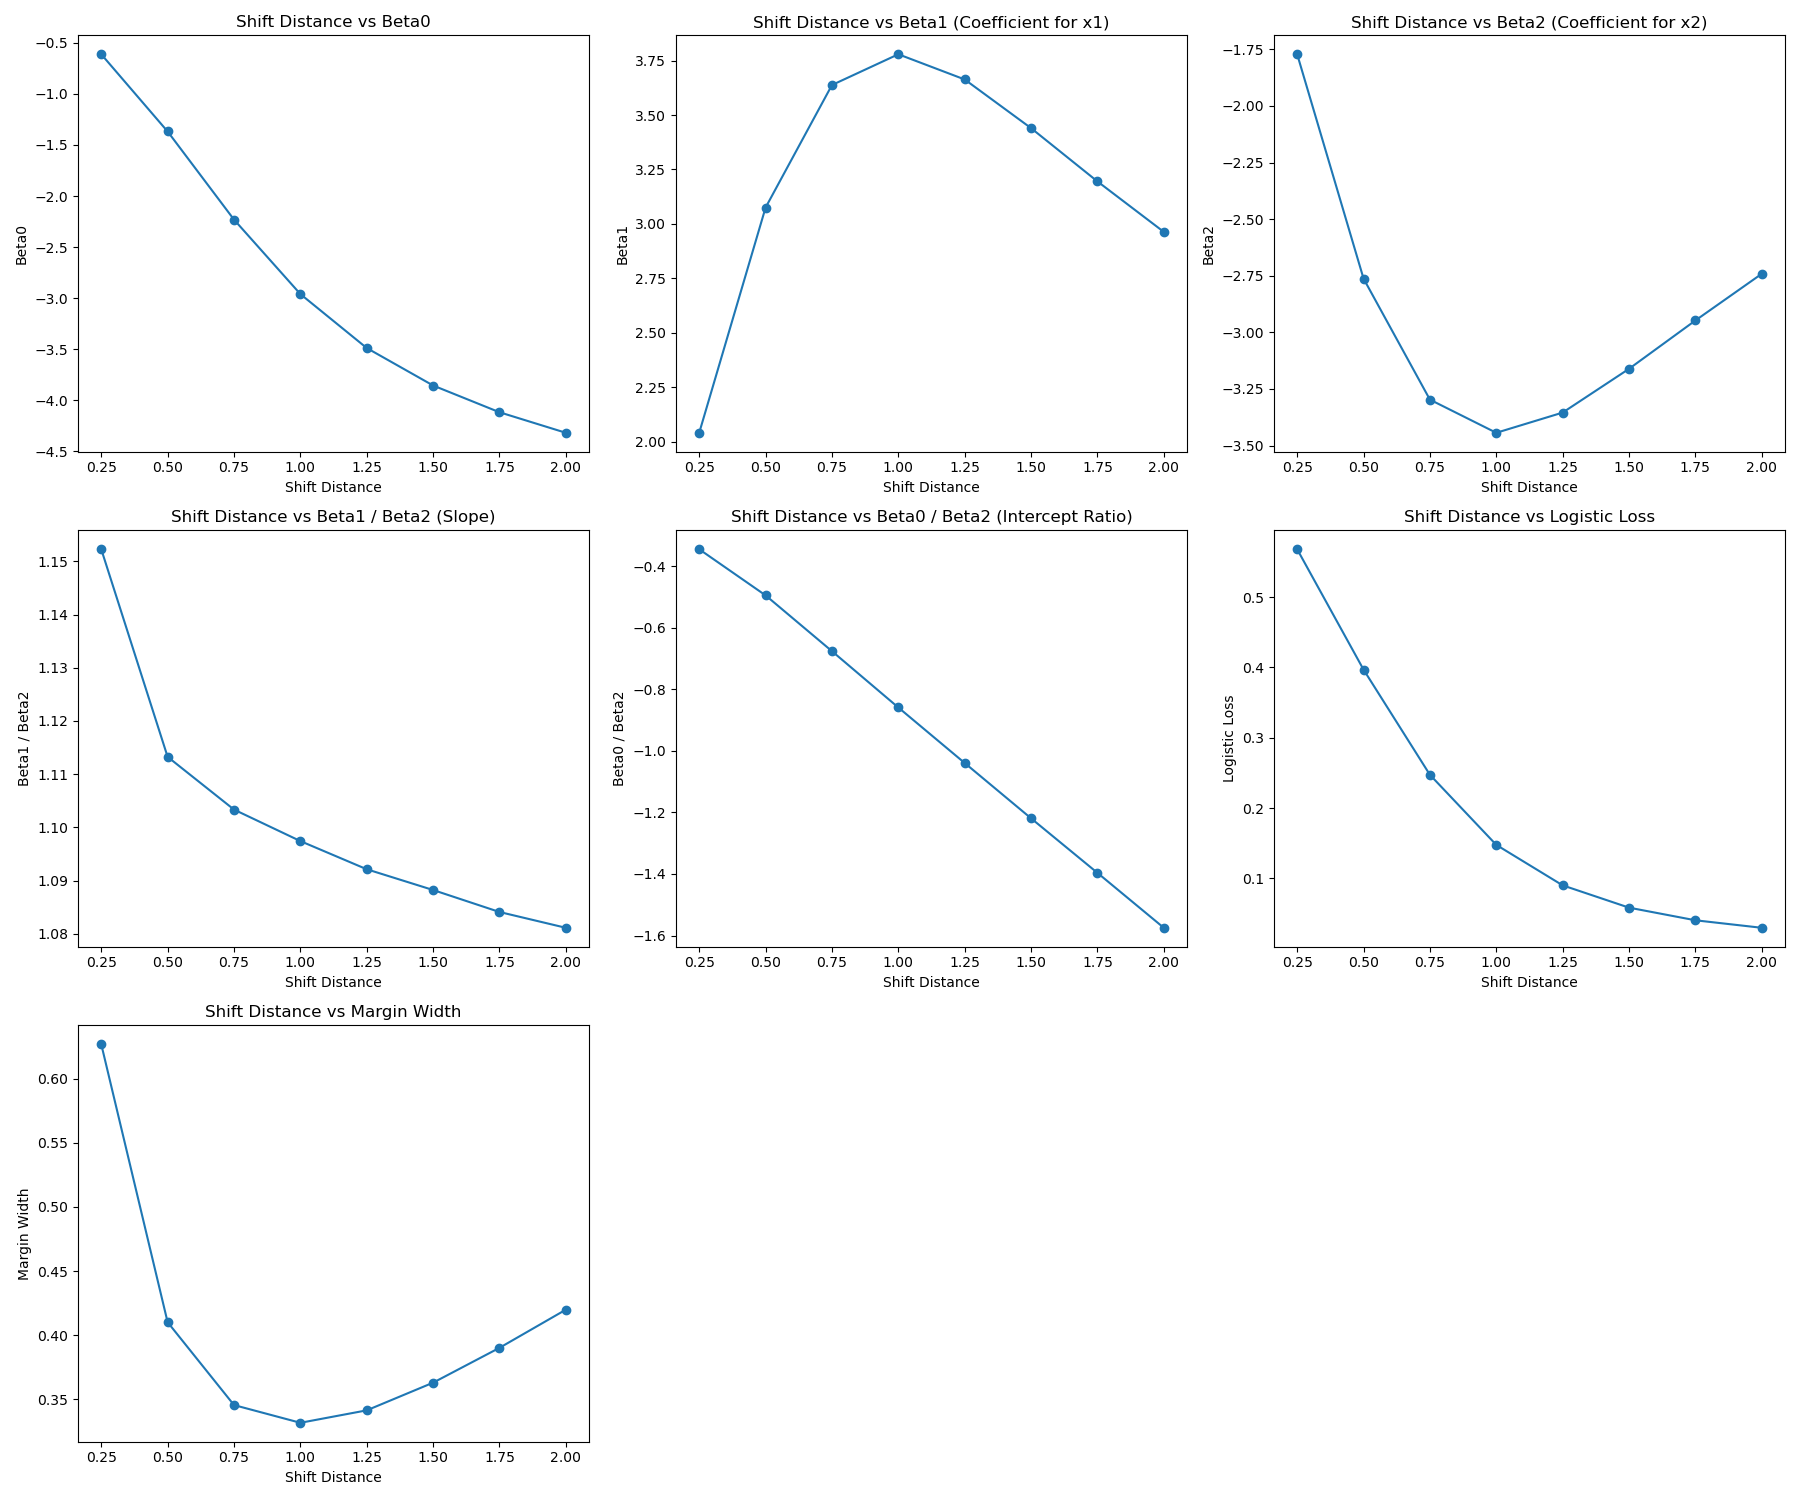 Shift Distance vs Beta0
−0.5
−1.0
−1.5
−2.0
−2.5
−3.0
−3.5
−4.0
−4.5
Beta0
0.25 0.50 0.75 1.00 1.25 1.50 1.75 2.00
Shift Distance
Shift Distance vs Beta1 (Coefficient for x1)
3.75
3.50
3.25
3.00
2.75
2.50
2.25
2.00
Beta1
0.25 0.50 0.75 1.00 1.25 1.50 1.75 2.00
Shift Distance
Shift Distance vs Beta2 (Coefficient for x2)
−1.75
−2.00
−2.25
−2.50
−2.75
−3.00
−3.25
−3.50
Beta2
0.25 0.50 0.75 1.00 1.25 1.50 1.75 2.00
Shift Distance
Shift Distance vs Beta1 / Beta2 (Slope)
1.15
1.14
1.13
1.12
1.11
1.10
1.09
1.08
Beta1 / Beta2
0.25 0.50 0.75 1.00 1.25 1.50 1.75 2.00
Shift Distance
Shift Distance vs Beta0 / Beta2 (Intercept Ratio)
−0.4
−0.6
−0.8
−1.0
−1.2
−1.4
−1.6
Beta0 / Beta2
0.25 0.50 0.75 1.00 1.25 1.50 1.75 2.00
Shift Distance
Shift Distance vs Logistic Loss
0.5
0.4
0.3
0.2
0.1
Logistic Loss
0.25 0.50 0.75 1.00 1.25 1.50 1.75 2.00
Shift Distance
Shift Distance vs Margin Width
0.60
0.55
0.50
0.45
0.40
0.35
Margin Width
0.25 0.50 0.75 1.00 1.25 1.50 1.75 2.00
Shift Distance